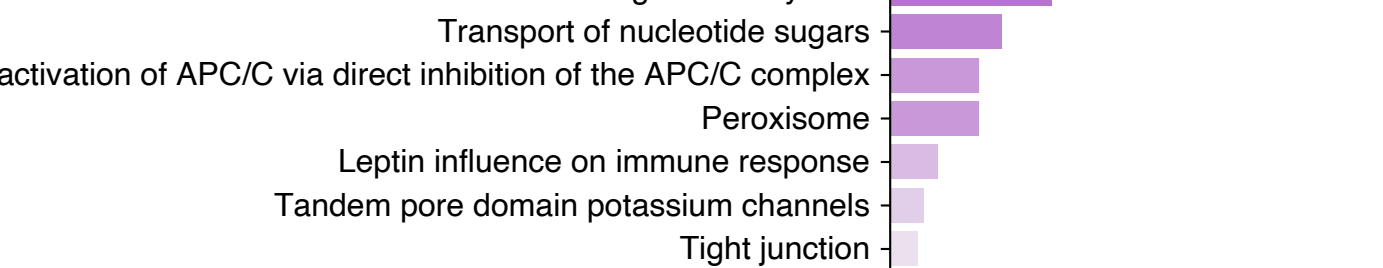 Transport of nucleotide sugars
activation of APC/C via direct inhibition of the APC/C complex
Peroxisome
Leptin influence on immune response
Tandem pore domain potassium channels
Tight junction